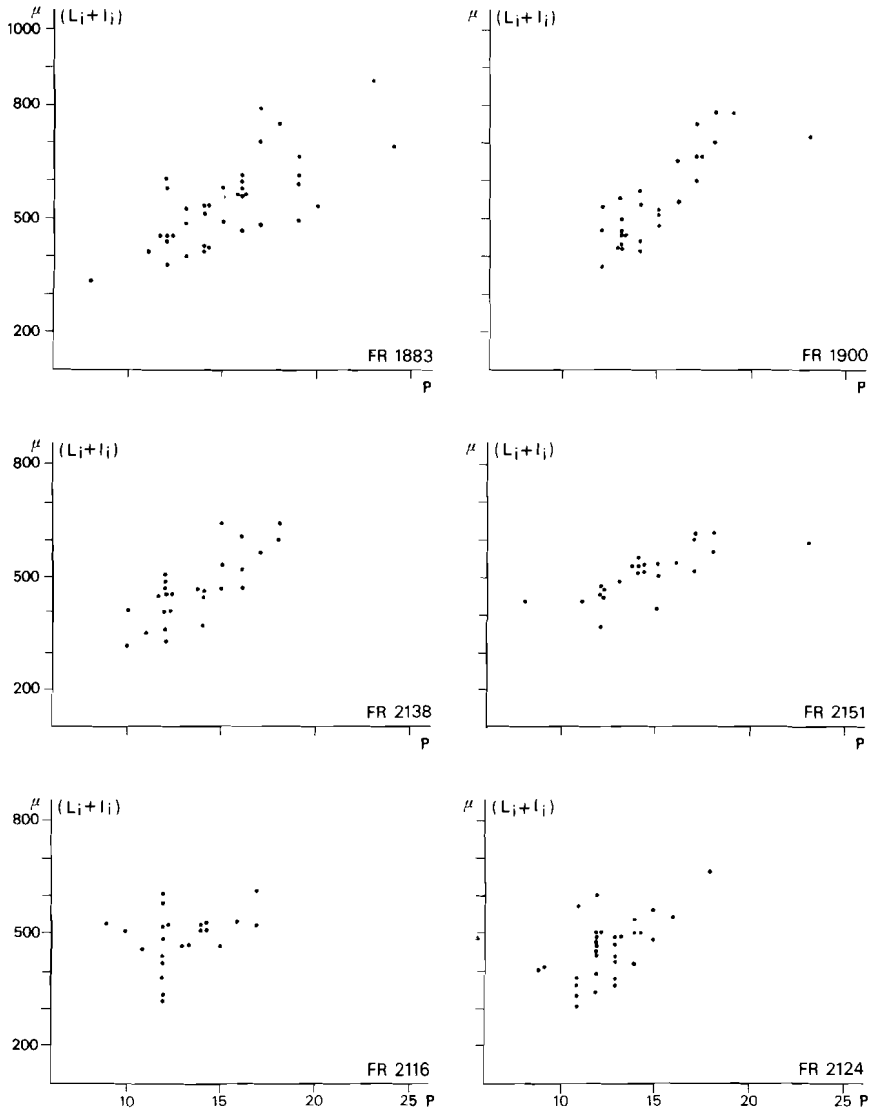 μ (Li+li)
1000
800
500
200
FR 1883
P
μ (Li+li)
FR 1900
P
μ (Li+li)
800
500
200
FR 2138
P
μ (Li+li)
FR 2151
P
μ (Li+li)
800
500
200
FR 2116
10 15 20 25 P
μ (Li+li)
FR 2124
10 15 20 25 P